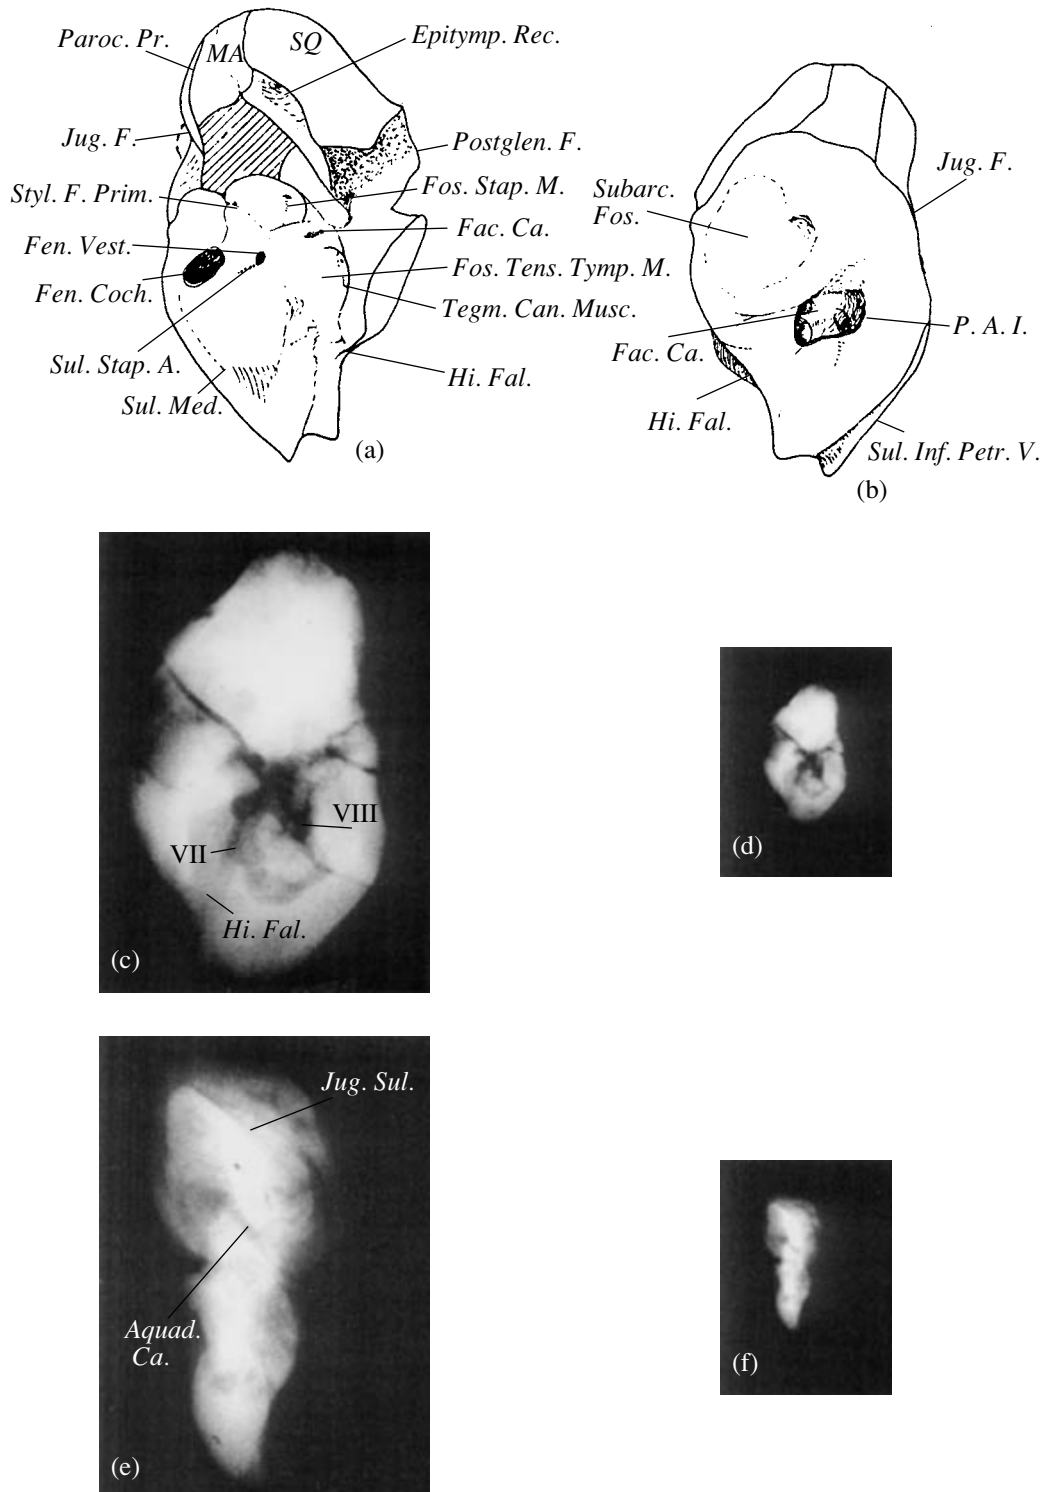 Paroc. Pr.
MA
SQ
Epitymp. Rec.
Jug. F.
Postglen. F.
Styl. F. Prim.
Fos. Stap. M.
Fen. Vest.
Fac. Ca.
Fen. Coch.
Fos. Tens. Tymp. M.
Tegm. Can. Musc.
Sul. Stap. A.
Hi. Fal.
Sul. Med.
(a)
Jug. F.
Subarc.
Fos.
P. A. I.
Fac. Ca.
Hi. Fal.
Sul. Inf. Petr. V.
(b)
VIII
VII
Hi. Fal.
(c)
(d)
Jug. Sul.
Aquad.
Ca.
(e)
(f)